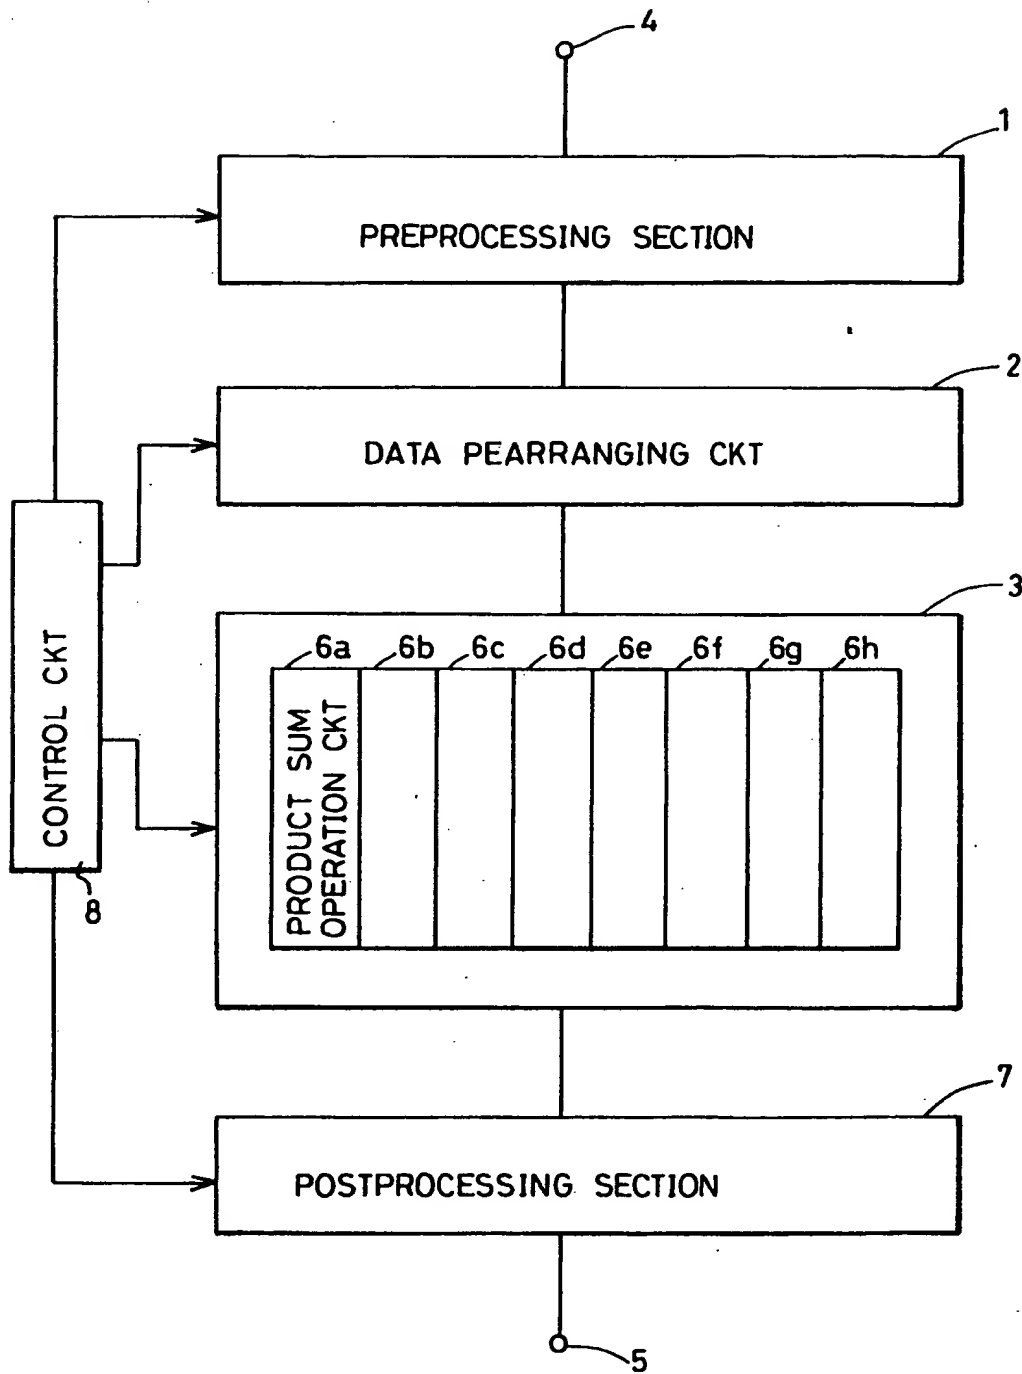 4
1
PREPROCESSING SECTION
2
DATA PEARRANGING CKT
3
6a 6b 6c 6d 6e 6f 6g 6h
PRODUCT SUM
OPERATION CKT
CONTROL CKT
8
7
POSTPROCESSING SECTION
5